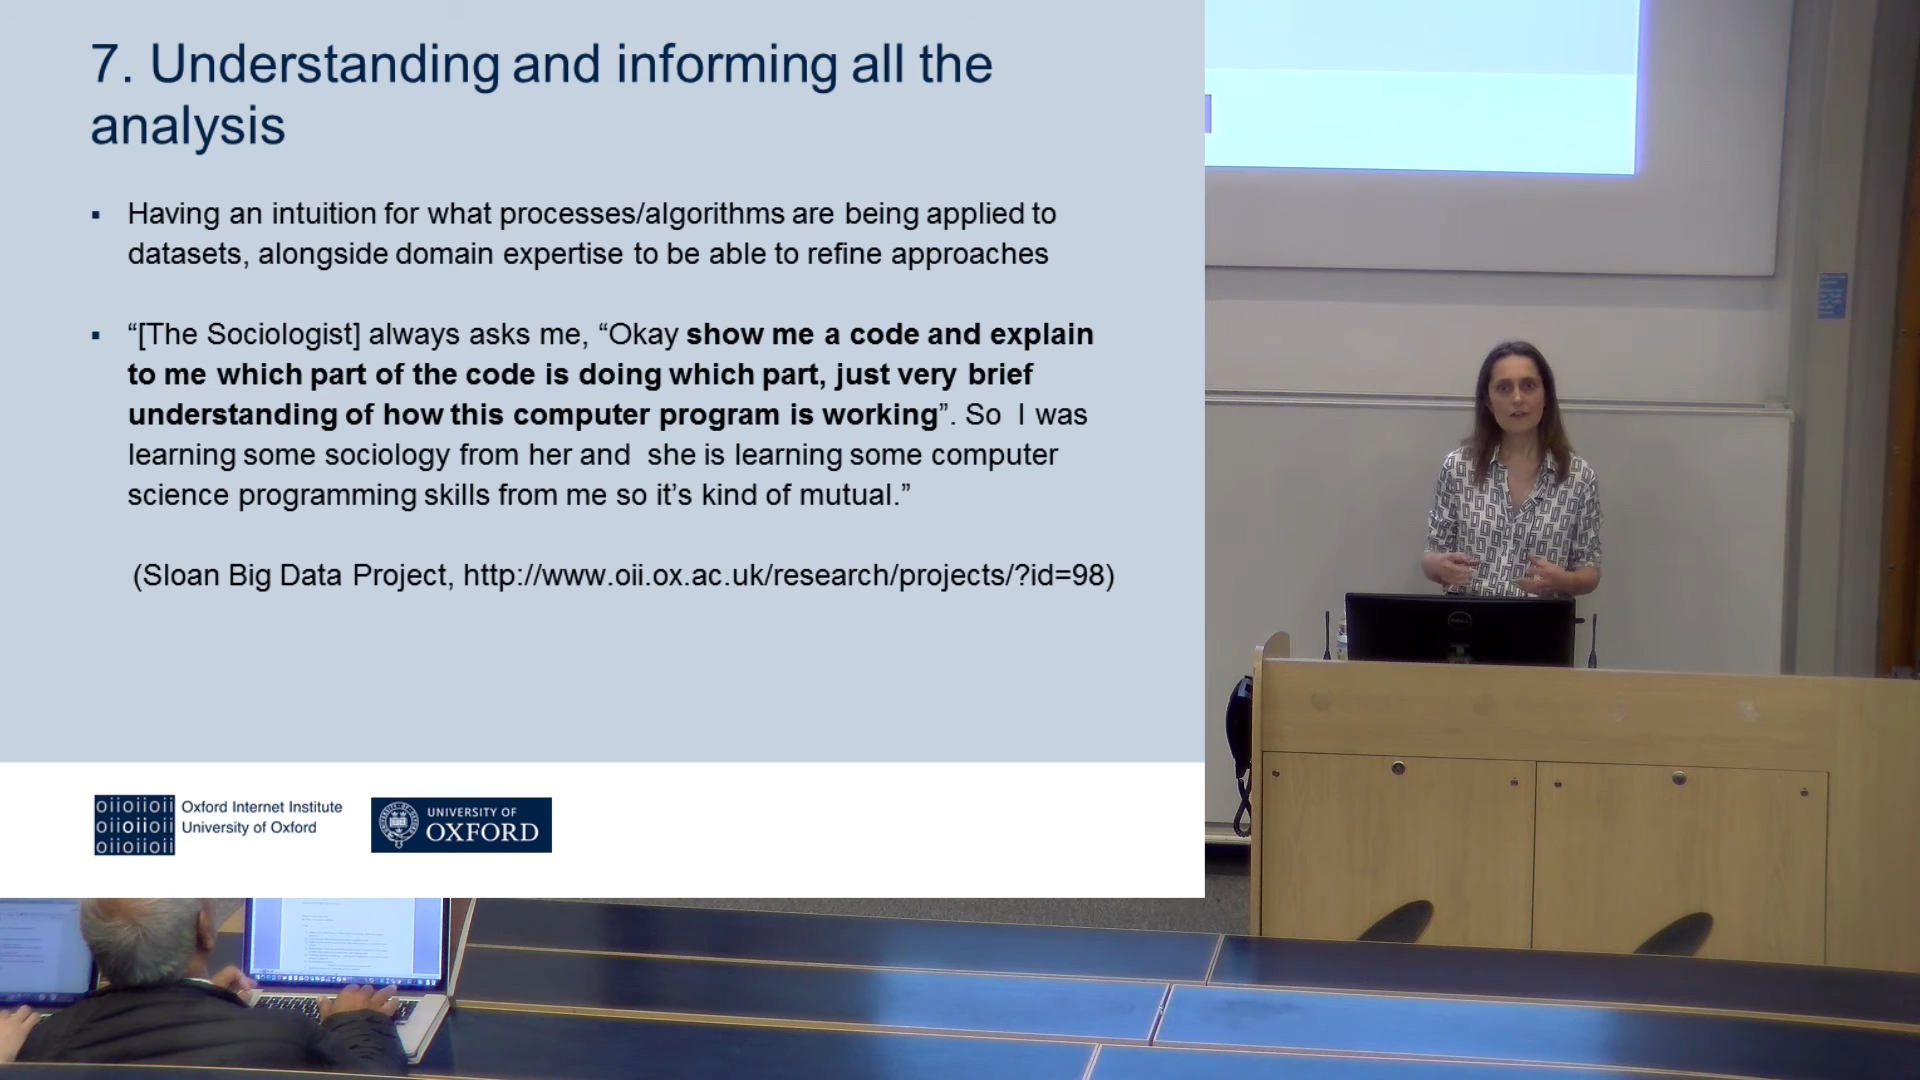 7. Understanding and informing all the
analysis
▪ Having an intuition for what processes/algorithms are being applied to
datasets, alongside domain expertise to be able to refine approaches
▪ “[The Sociologist] always asks me, “Okay show me a code and explain
to me which part of the code is doing which part, just very brief
understanding of how this computer program is working”. So I was
learning some sociology from her and she is learning some computer
science programming skills from me so it’s kind of mutual.”
(Sloan Big Data Project, http://www.oii.ox.ac.uk/research/projects/?id=98)
oiioiioii
oiioiioii
oiioiioii
Oxford Internet Institute
University of Oxford
UNIVERSITY OF
OXFORD
DELL